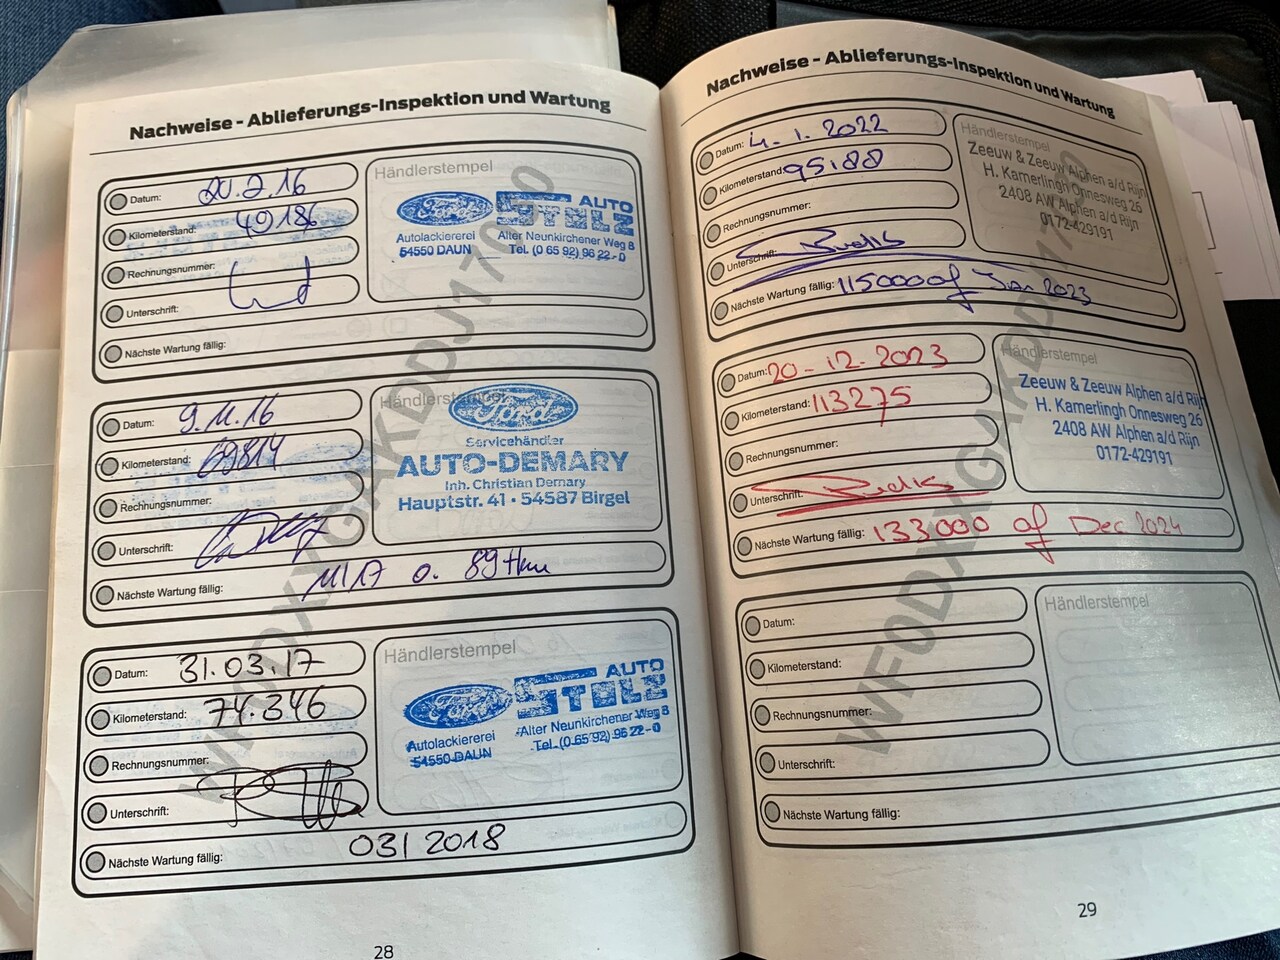 Nachweise - Ablieferungs-Inspektion und Wartung
Datum: 20.2.16
Kilometerstand: 49186
Rechnungsnummer:
Unterschrift:
Nächste Wartung fällig:
Händlerstempel
Ford AUTO STOLZ
Autolackiererei Alter Neunkirchener Weg 8
54550 DAUN Tel. (0 65 92) 96 22-0
Datum: 9.11.16
Kilometerstand: 69814
Rechnungsnummer:
Unterschrift:
Nächste Wartung fällig: 11/17 o. 89
Händlerstempel
Ford
Servicehändler
AUTO-DEMARY
Inh. Christian Demary
Hauptstr. 41 · 54587 Birgel
Datum: 31.03.17
Kilometerstand: 74.346
Rechnungsnummer:
Unterschrift:
Nächste Wartung fällig: 03/2018
Händlerstempel
Ford AUTO STOLZ
Autolackiererei Alter Neunkirchener Weg 8
54550 DAUN Tel. (0 65 92) 96 22-0
28
Nachweise - Ablieferungs-Inspektion und Wartung
Datum: 4.1.2022
Kilometerstand: 95188
Rechnungsnummer:
Unterschrift:
Nächste Wartung fällig: 115000 of Jan 2023
Händlerstempel
Zeeuw & Zeeuw Alphen a/d Rijn
H. Kamerlingh Onnesweg 26
2408 AW Alphen a/d Rijn
0172-429191
Datum: 20-12-2023
Kilometerstand: 113275
Rechnungsnummer:
Unterschrift:
Nächste Wartung fällig: 133000 of Dec 2024
Händlerstempel
Zeeuw & Zeeuw Alphen a/d Rijn
H. Kamerlingh Onnesweg 26
2408 AW Alphen a/d Rijn
0172-429191
Datum:
Kilometerstand:
Rechnungsnummer:
Unterschrift:
Nächste Wartung fällig:
Händlerstempel
29